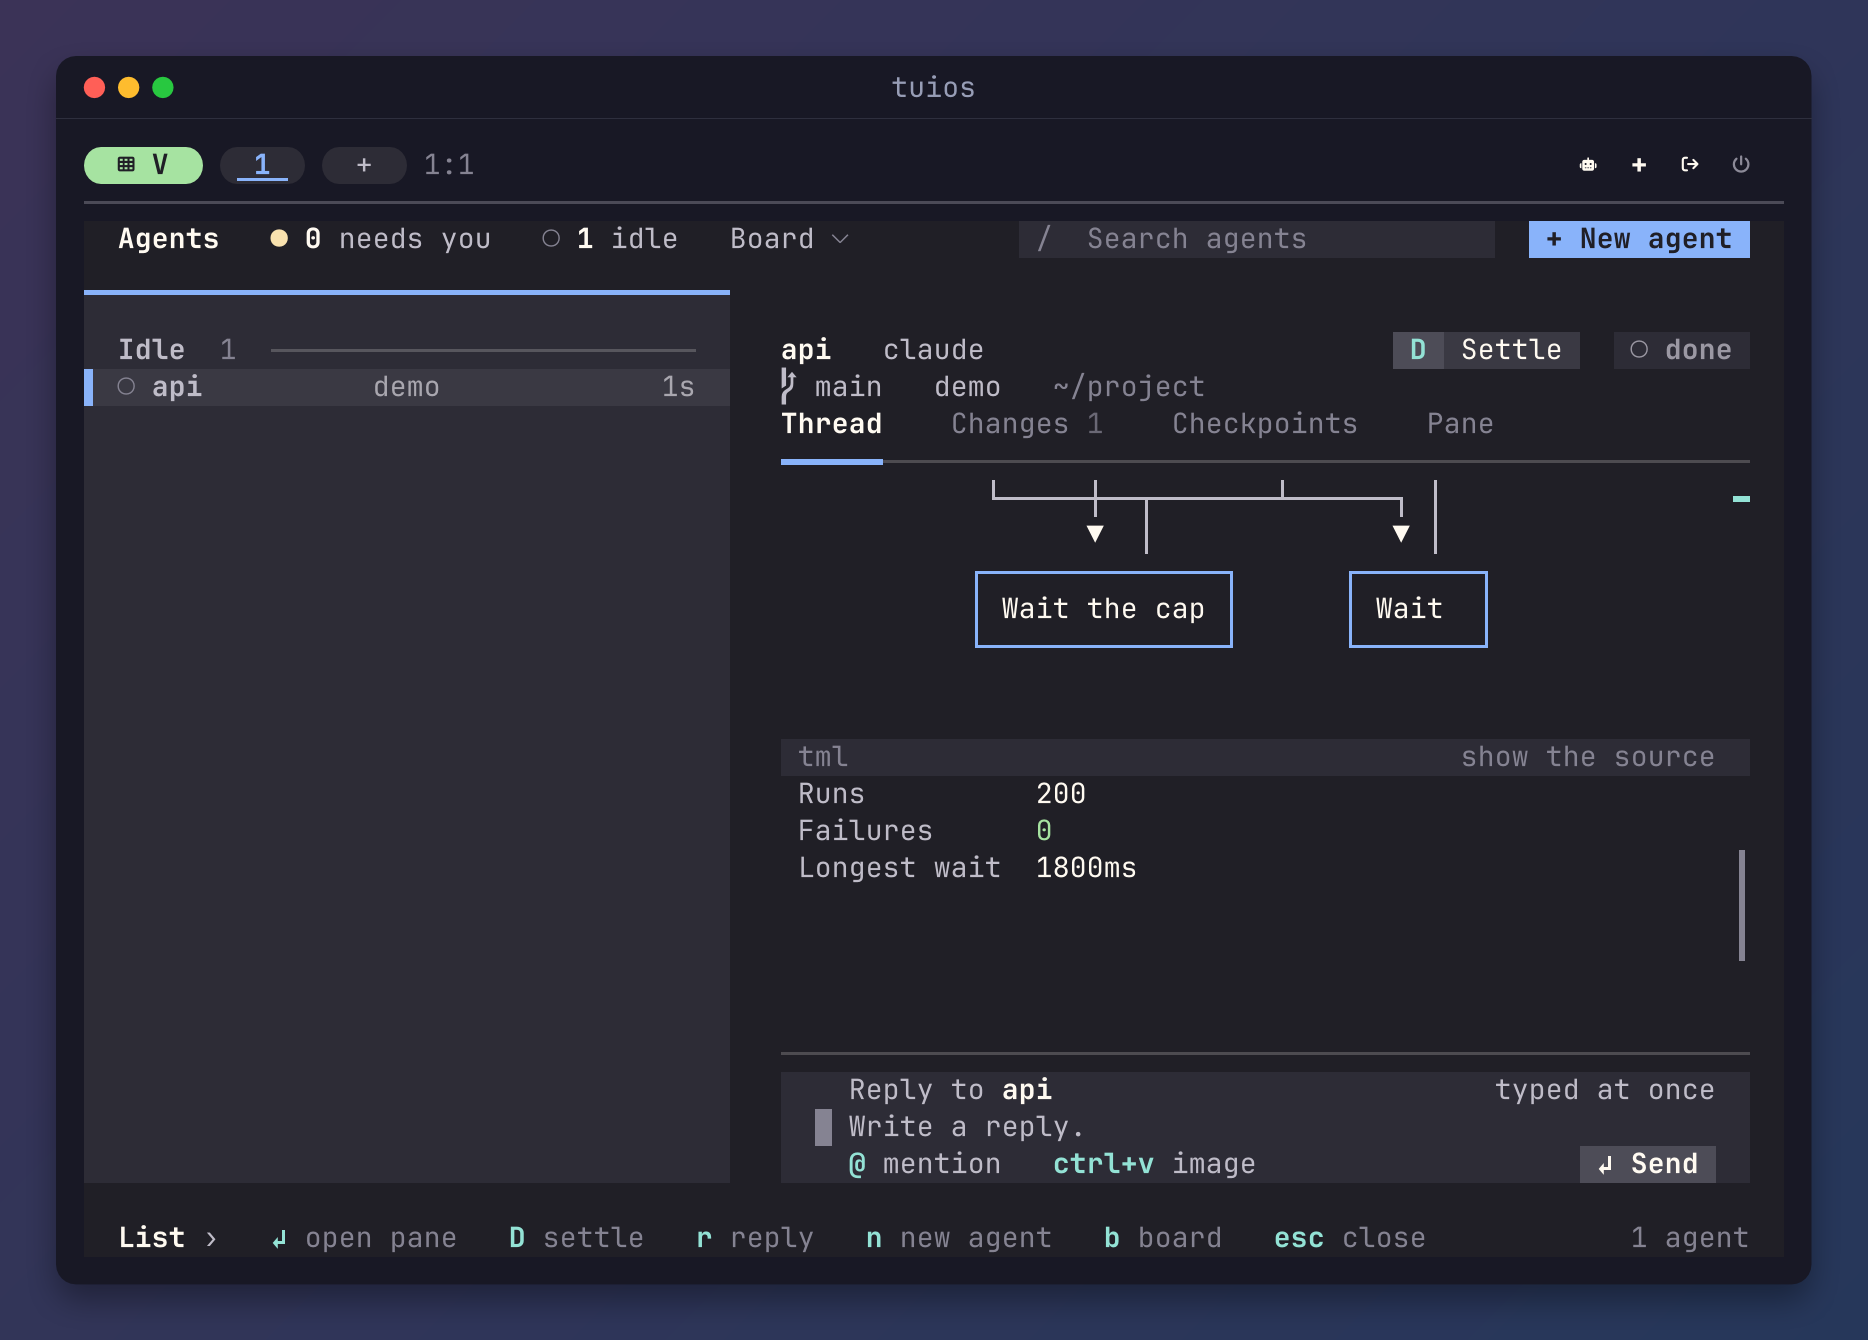 tuios
V 1 + 1:1
Agents 0 needs you 1 idle Board / Search agents + New agent
Idle 1
api demo 1s
api claude D Settle done
main demo ~/project
Thread Changes 1 Checkpoints Pane
Wait the cap Wait
tml show the source
Runs 200
Failures 0
Longest wait 1800ms
Reply to api typed at once
Write a reply.
@ mention ctrl+v image ↲ Send
List › ↲ open pane D settle r reply n new agent b board esc close 1 agent